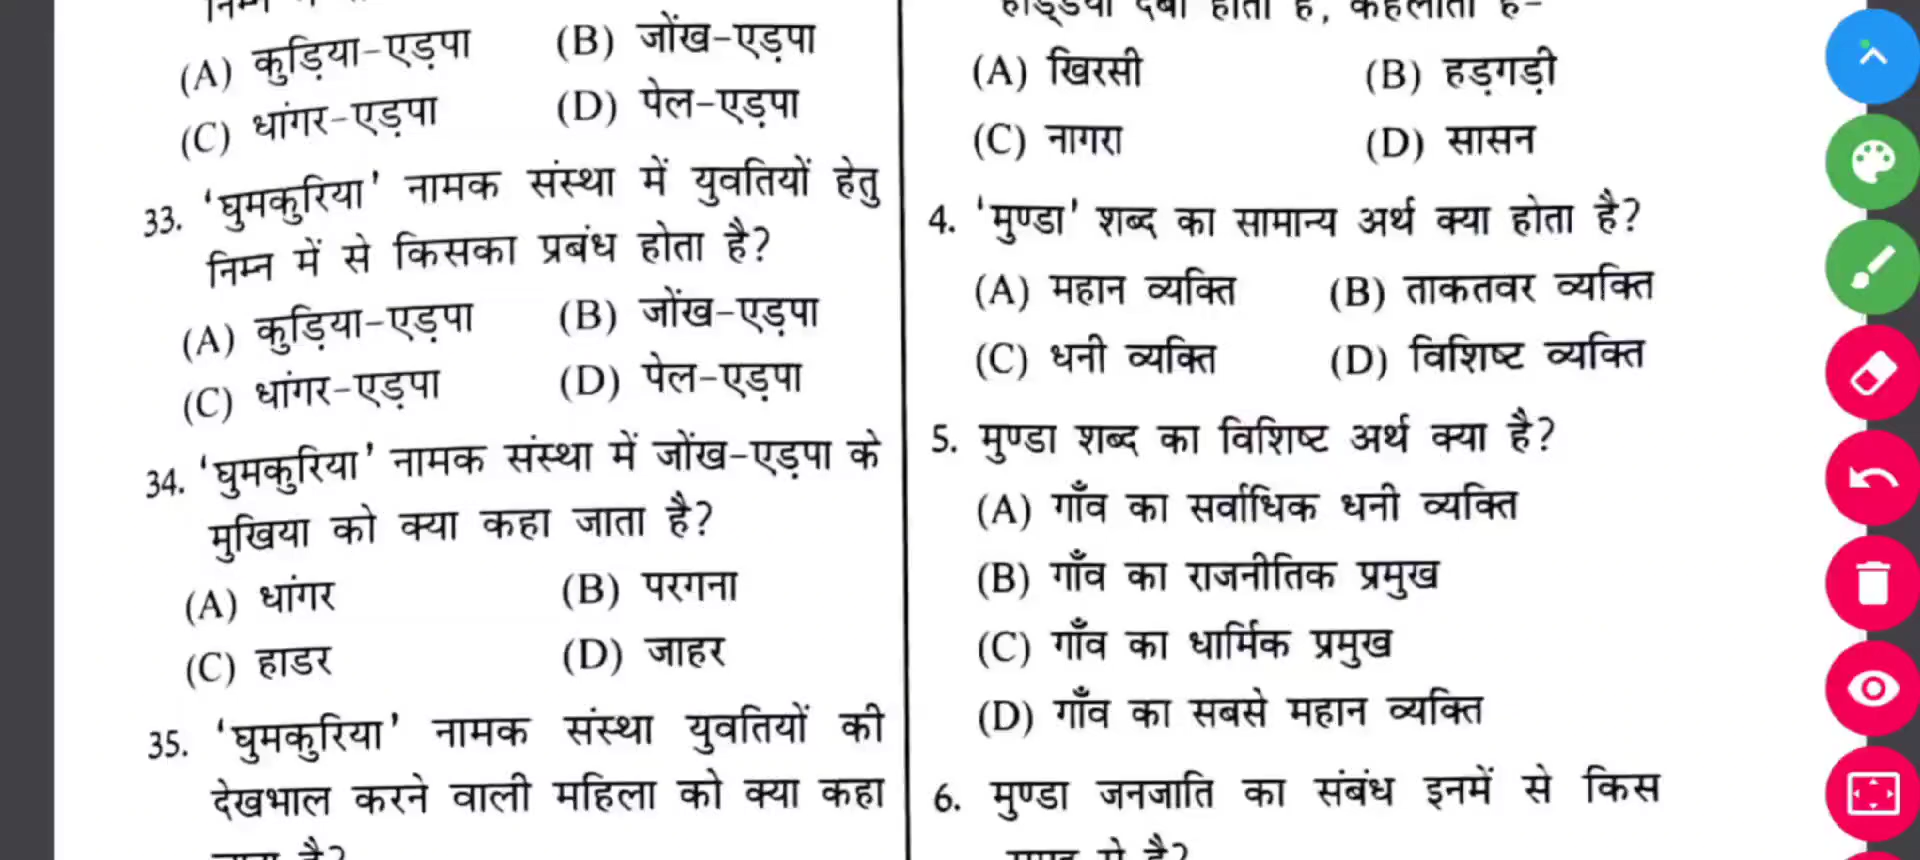 (A) कुड़िया-एड़पा (B) जोंख-एड़पा
(C) धांगर-एड़पा (D) पेल-एड़पा
33. 'घुमकुरिया' नामक संस्था में युवतियों हेतु
निम्न में से किसका प्रबंध होता है?
(A) कुड़िया-एड़पा (B) जोंख-एड़पा
(C) धांगर-एड़पा (D) पेल-एड़पा
34. 'घुमकुरिया' नामक संस्था में जोंख-एड़पा के
मुखिया को क्या कहा जाता है?
(A) धांगर (B) परगना
(C) हाडर (D) जाहर
35. 'घुमकुरिया' नामक संस्था युवतियों की
देखभाल करने वाली महिला को क्या कहा
है?
(A) खिरसी (B) हड़गड़ी
(C) नागरा (D) सासन
4. 'मुण्डा' शब्द का सामान्य अर्थ क्या होता है?
(A) महान व्यक्ति (B) ताकतवर व्यक्ति
(C) धनी व्यक्ति (D) विशिष्ट व्यक्ति
5. मुण्डा शब्द का विशिष्ट अर्थ क्या है?
(A) गाँव का सर्वाधिक धनी व्यक्ति
(B) गाँव का राजनीतिक प्रमुख
(C) गाँव का धार्मिक प्रमुख
(D) गाँव का सबसे महान व्यक्ति
6. मुण्डा जनजाति का संबंध इनमें से किस
से है?